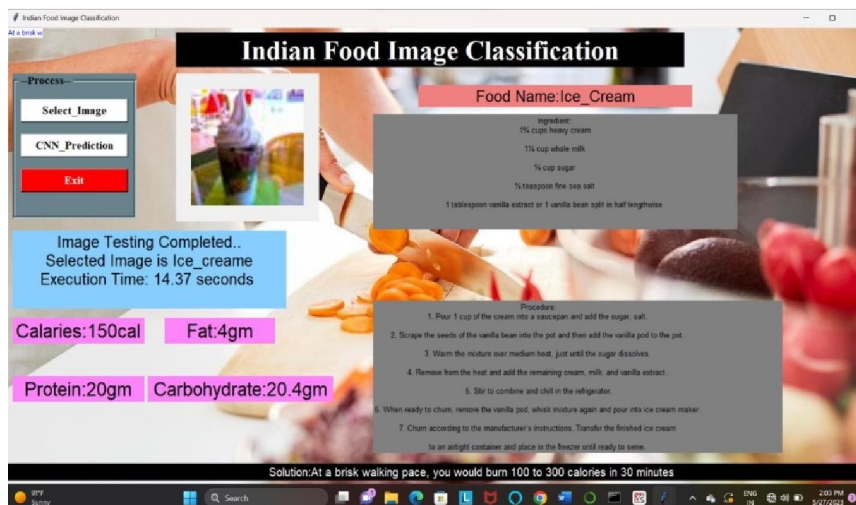 Indian Food Image Classification
At a brisk w
Indian Food Image Classification
--Process--
Select_Image
CNN_Prediction
Exit
Food Name:Ice_Cream
Ingredient:
1¾ cups heavy cream
cup whole milk
¾ cup sugar
teaspoon fine sea salt
1 tablespoon vanilla extract or 1 vanilla bean split in half lengthwise
Image Testing Completed..
Selected Image is Ice_creame
Execution Time: 14.37 seconds
Calaries:150cal
Fat:4gm
Protein:20gm
Carbohydrate:20.4gm
Procedure:
1. Pour 1 cup of the cream into a saucepan and add the sugar, salt.
2. Scrape the seeds of the vanilla bean into the pot and then add the vanilla pod to the pot.
3. Warm the mixture over medium heat, just until the sugar dissolves.
4. Remove from the heat and add the remaining cream, milk, and vanilla extract.
5. Stir to combine and chill in the refrigerator.
6. When ready to churn, remove the vanilla pod, whisk mixture again and pour into ice cream maker.
7. Churn according to the manufacturer's instructions. Transfer the finished ice cream
to an airtight container and place in the freezer until ready to serve.
Solution:At a brisk walking pace, you would burn 100 to 300 calories in 30 minutes
91°F
Sunny
Search
ENG
IN
2:03 PM
5/27/2023